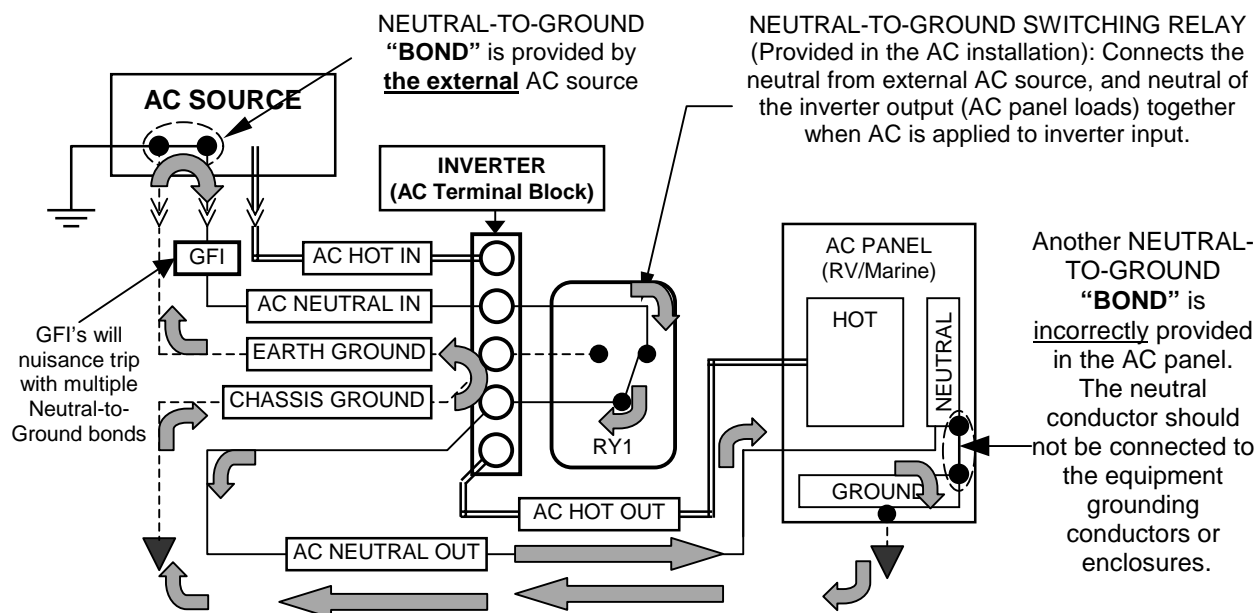 NEUTRAL-TO-GROUND
“BOND” is provided by
the external AC source
NEUTRAL-TO-GROUND SWITCHING RELAY
(Provided in the AC installation): Connects the
neutral from external AC source, and neutral of
the inverter output (AC panel loads) together
when AC is applied to inverter input.
AC SOURCE
INVERTER
(AC Terminal Block)
GFI
AC HOT IN
AC NEUTRAL IN
EARTH GROUND
CHASSIS GROUND
GFI's will
nuisance trip
with multiple
Neutral-to-
Ground bonds
RY1
AC PANEL
(RV/Marine)
HOT
NEUTRAL
GROUND
Another NEUTRAL-
TO-GROUND
“BOND” is
incorrectly provided
in the AC panel.
The neutral
conductor should
not be connected to
the equipment
grounding
conductors or
enclosures.
AC HOT OUT
AC NEUTRAL OUT